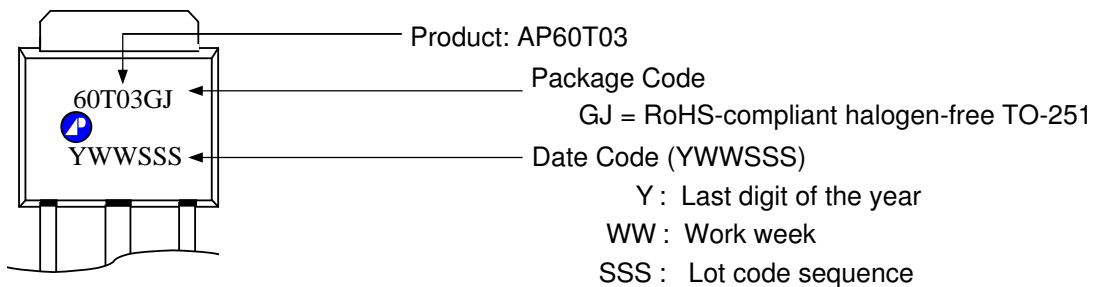 Product: AP60T03
Package Code
60T03GJ
GJ = RoHS-compliant halogen-free TO-251
YWWSSS
Date Code (YWWSSS)
Y : Last digit of the year
WW : Work week
SSS : Lot code sequence